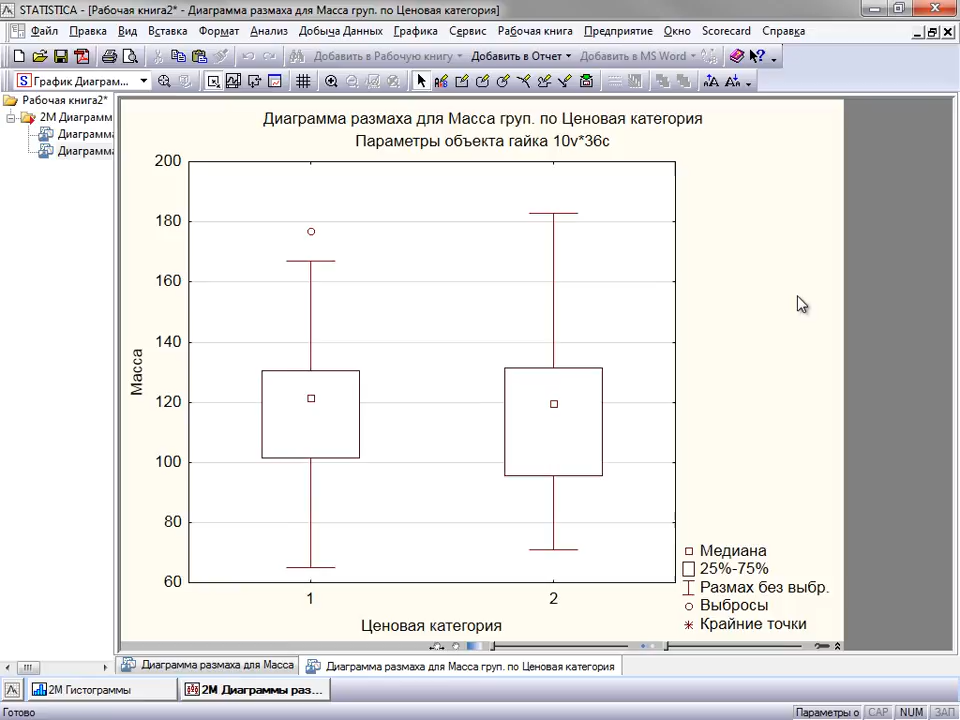 STATISTICA - [Рабочая книга2* - Диаграмма размаха для Масса груп. по Ценовая категория]
Файл Правка Вид Вставка Формат Анализ Добыча Данных Графика Сервис Рабочая книга Предприятие Окно Scorecard Справка
Добавить в Рабочую книгу Добавить в Отчет Добавить в MS Word
График Диаграм...
Рабочая книга2*
2М Диаграмм
Диаграмма
Диаграмма
Диаграмма размаха для Масса груп. по Ценовая категория
Параметры объекта гайка 10v*36c
200
180
160
140
120
100
80
60
Масса
1 2
Ценовая категория
Медиана
25%-75%
Размах без выбр.
Выбросы
Крайние точки
Диаграмма размаха для Масса Диаграмма размаха для Масса груп. по Ценовая категория
2М Гистограммы 2М Диаграммы раз...
Готово Параметры о CAP NUM ЗАП